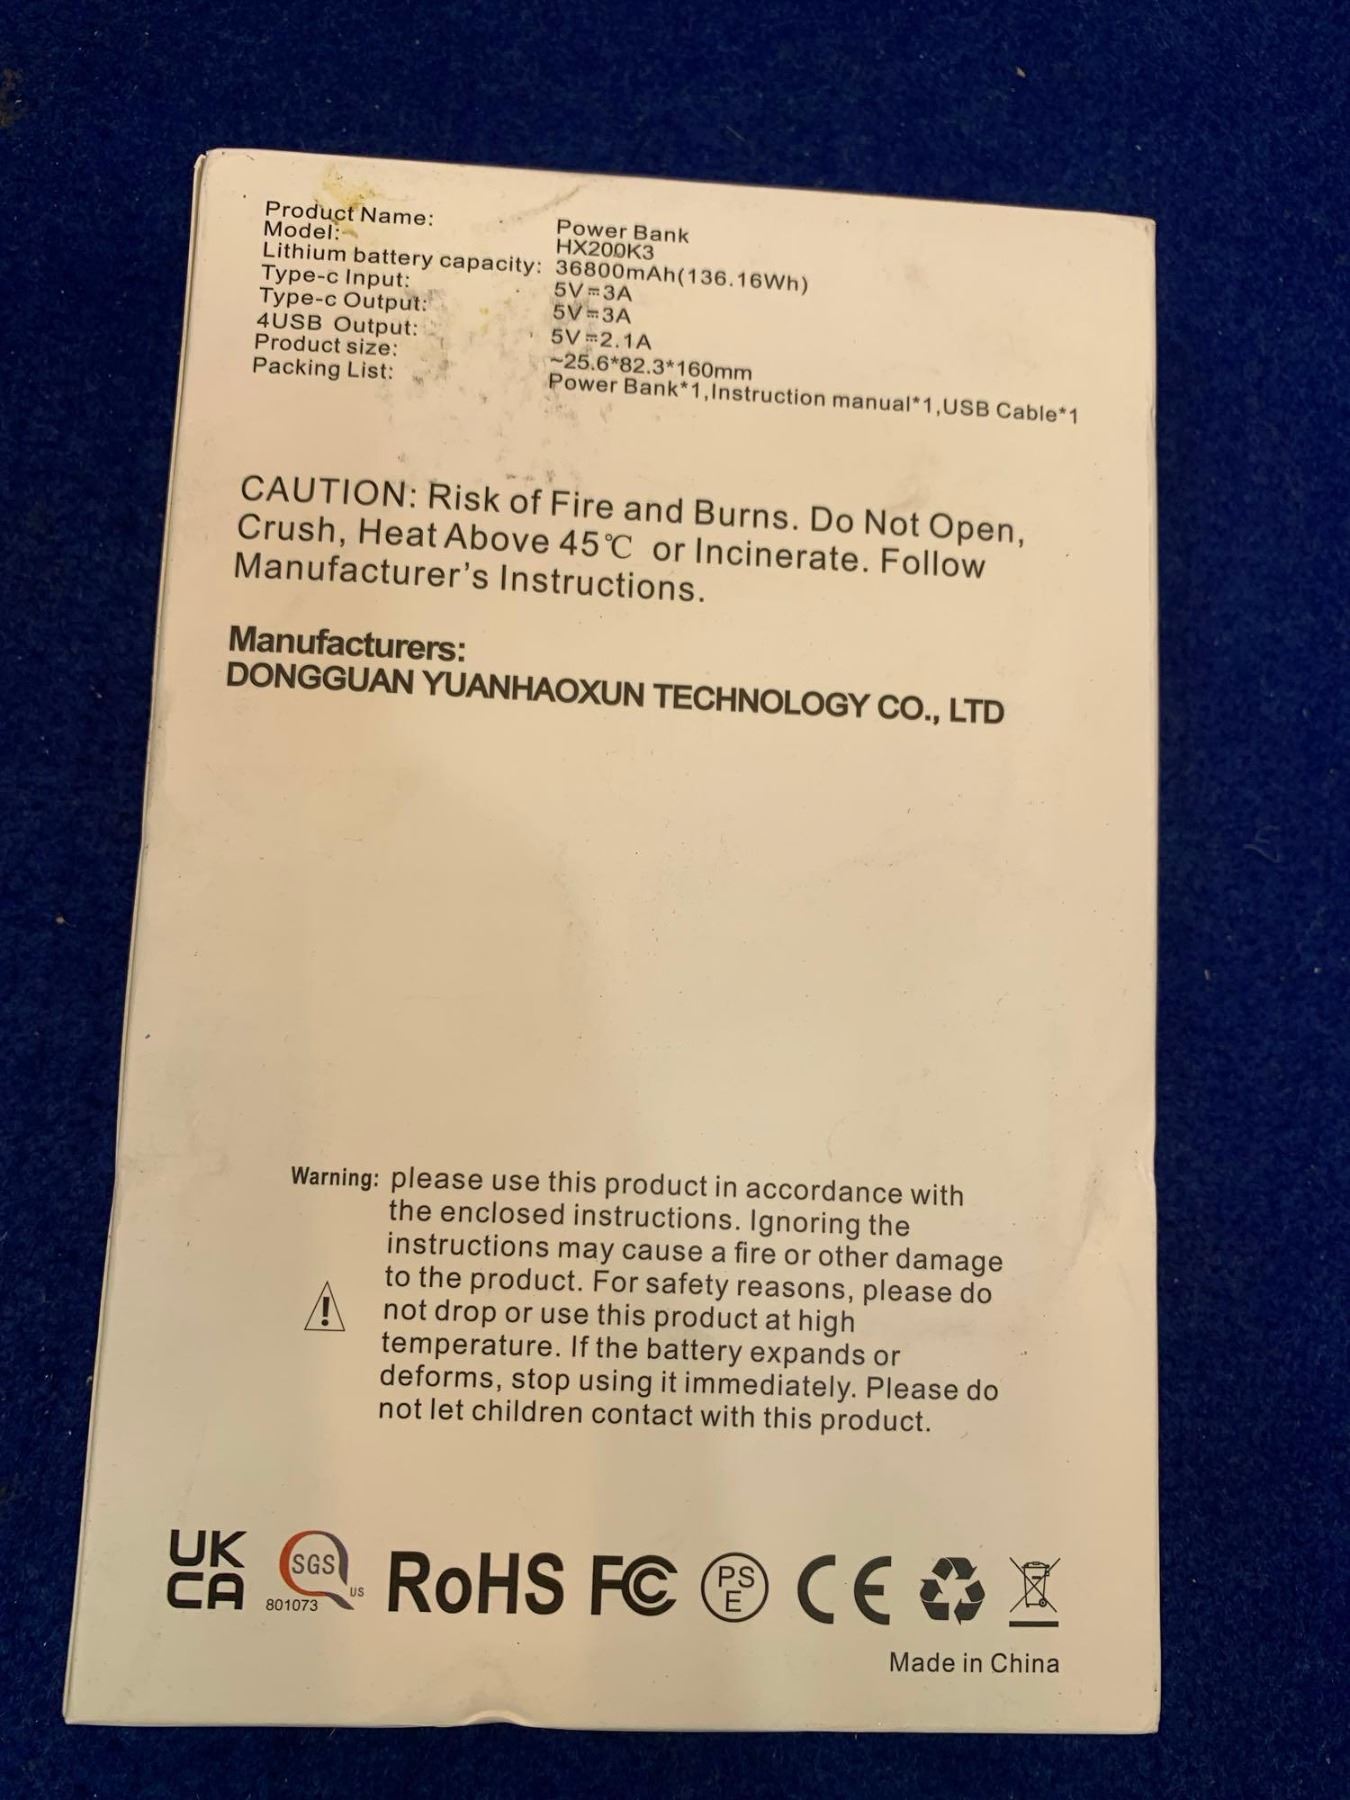 Product Name: Power Bank
Model: HX200K3
Lithium battery capacity: 36800mAh(136.16Wh)
Type-c Input: 5V⎓3A
Type-c Output: 5V⎓3A
4USB Output: 5V⎓2.1A
Product size: ~25.6*82.3*160mm
Packing List: Power Bank*1,Instruction manual*1,USB Cable*1
CAUTION: Risk of Fire and Burns. Do Not Open,
Crush, Heat Above 45℃ or Incinerate. Follow
Manufacturer's Instructions.
Manufacturers:
DONGGUAN YUANHAOXUN TECHNOLOGY CO., LTD
Warning: please use this product in accordance with
the enclosed instructions. Ignoring the
instructions may cause a fire or other damage
to the product. For safety reasons, please do
not drop or use this product at high
temperature. If the battery expands or
deforms, stop using it immediately. Please do
not let children contact with this product.
!
UK
CA
SGS
US
801073
RoHS
FC
PS
E
CE
Made in China